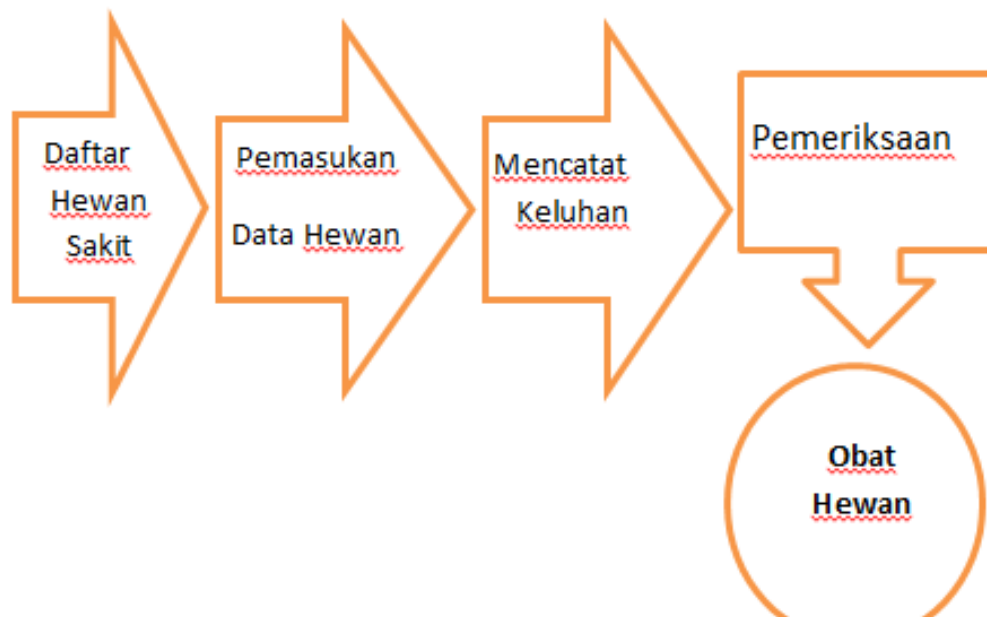 Daftar
Hewan
Sakit
Pemasukan
Data Hewan
Mencatat
Keluhan
Pemeriksaan
Obat
Hewan